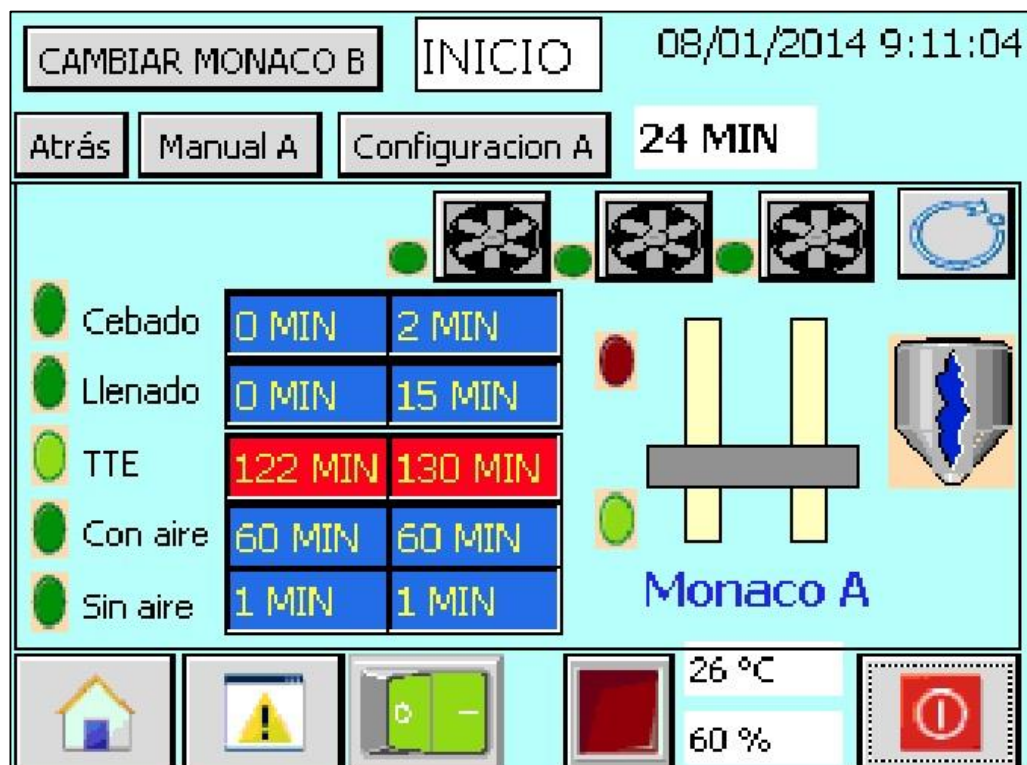 CAMBIAR MONACO B INICIO 08/01/2014 9:11:04
Atrás Manual A Configuracion A 24 MIN
Cebado 0 MIN 2 MIN
Llenado 0 MIN 15 MIN
TTE 122 MIN 130 MIN
Con aire 60 MIN 60 MIN
Sin aire 1 MIN 1 MIN
Monaco A
26 °C
60 %